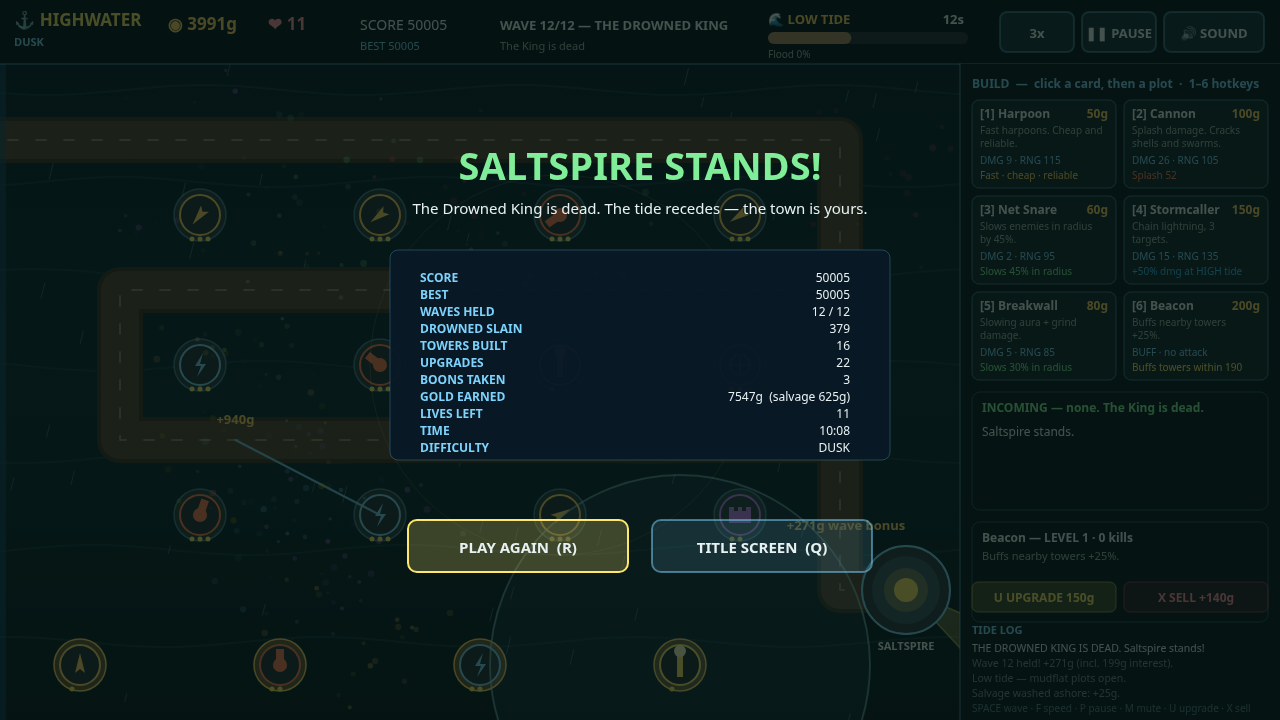 ⚓ HIGHWATER
DUSK
◉ 3991g
❤ 11
SCORE 50005
BEST 50005
WAVE 12/12 — THE DROWNED KING
The King is dead
🌊 LOW TIDE 12s
Flood 0%
3x
❚❚ PAUSE
🔊 SOUND
SALTSPIRE STANDS!
The Drowned King is dead. The tide recedes — the town is yours.
SCORE 50005
BEST 50005
WAVES HELD 12 / 12
DROWNED SLAIN 379
TOWERS BUILT 16
UPGRADES 22
BOONS TAKEN 3
GOLD EARNED 7547g (salvage 625g)
LIVES LEFT 11
TIME 10:08
DIFFICULTY DUSK
+940g
+271g wave bonus
PLAY AGAIN (R)
TITLE SCREEN (Q)
SALTSPIRE
BUILD — click a card, then a plot · 1–6 hotkeys
[1] Harpoon 50g
Fast harpoons. Cheap and
reliable.
DMG 9 · RNG 115
Fast · cheap · reliable
[2] Cannon 100g
Splash damage. Cracks
shells and swarms.
DMG 26 · RNG 105
Splash 52
[3] Net Snare 60g
Slows enemies in radius
by 45%.
DMG 2 · RNG 95
Slows 45% in radius
[4] Stormcaller 150g
Chain lightning, 3
targets.
DMG 15 · RNG 135
+50% dmg at HIGH tide
[5] Breakwall 80g
Slowing aura + grind
damage.
DMG 5 · RNG 85
Slows 30% in radius
[6] Beacon 200g
Buffs nearby towers
+25%.
BUFF · no attack
Buffs towers within 190
INCOMING — none. The King is dead.
Saltspire stands.
Beacon — LEVEL 1 · 0 kills
Buffs nearby towers +25%.
U UPGRADE 150g
X SELL +140g
TIDE LOG
THE DROWNED KING IS DEAD. Saltspire stands!
Wave 12 held! +271g (incl. 199g interest).
Low tide — mudflat plots open.
Salvage washed ashore: +25g.
SPACE wave · F speed · P pause · M mute · U upgrade · X sell